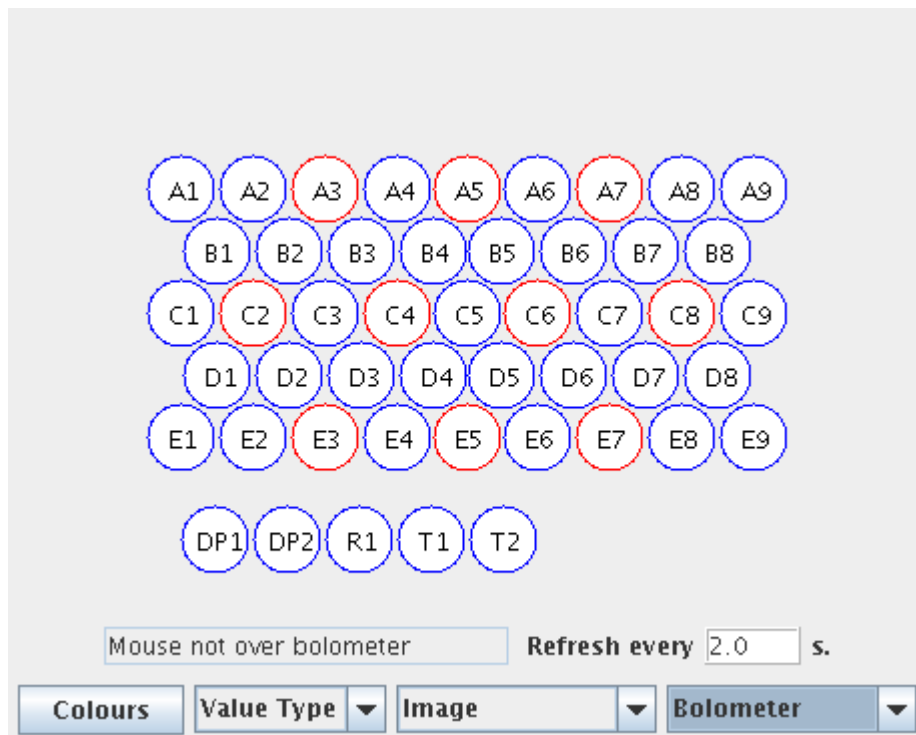 A1 A2 A3 A4 A5 A6 A7 A8 A9
B1 B2 B3 B4 B5 B6 B7 B8
C1 C2 C3 C4 C5 C6 C7 C8 C9
D1 D2 D3 D4 D5 D6 D7 D8
E1 E2 E3 E4 E5 E6 E7 E8 E9
DP1 DP2 R1 T1 T2
Mouse not over bolometer Refresh every 2.0 s.
Colours Value Type Image Bolometer